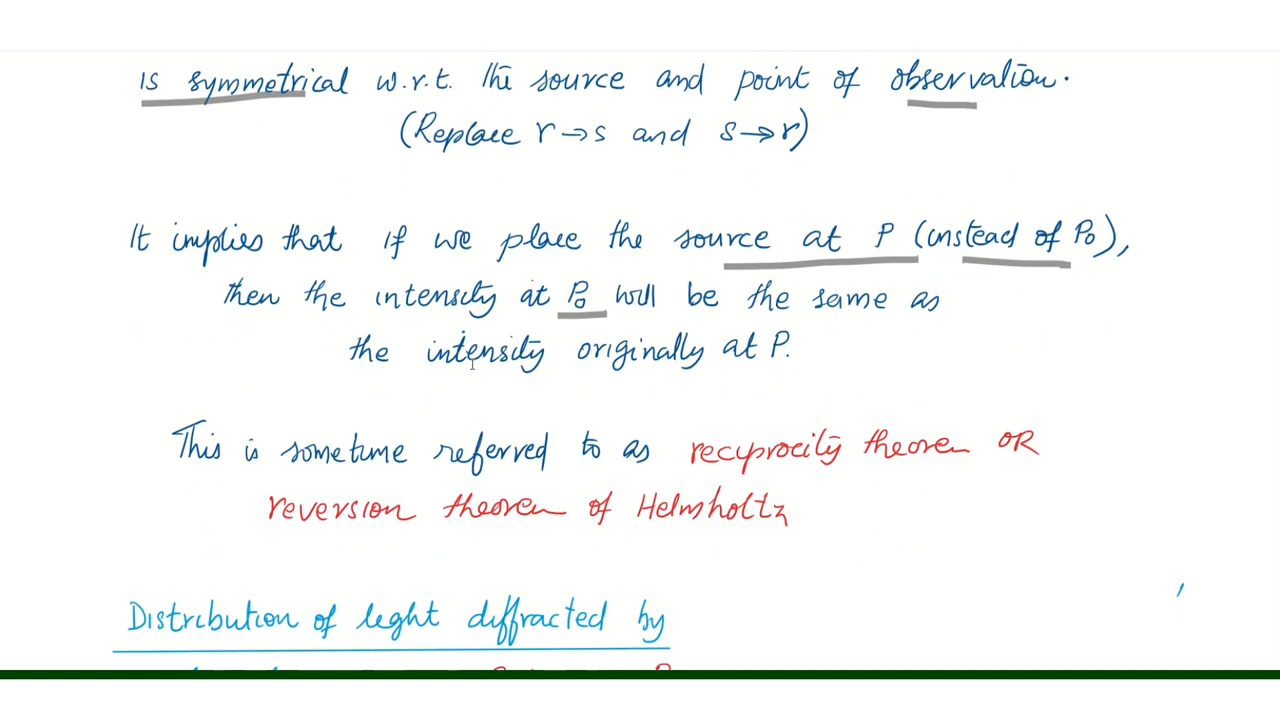 is symmetrical w.r.t. the source and point of observation.
(Replace r→s and s→r)
It implies that if we place the source at P (instead of P₀),
then the intensity at P₀ will be the same as
the intensity originally at P.
This is sometime referred to as reciprocity theorem OR
reversion theorem of Helmholtz
Distribution of light diffracted by